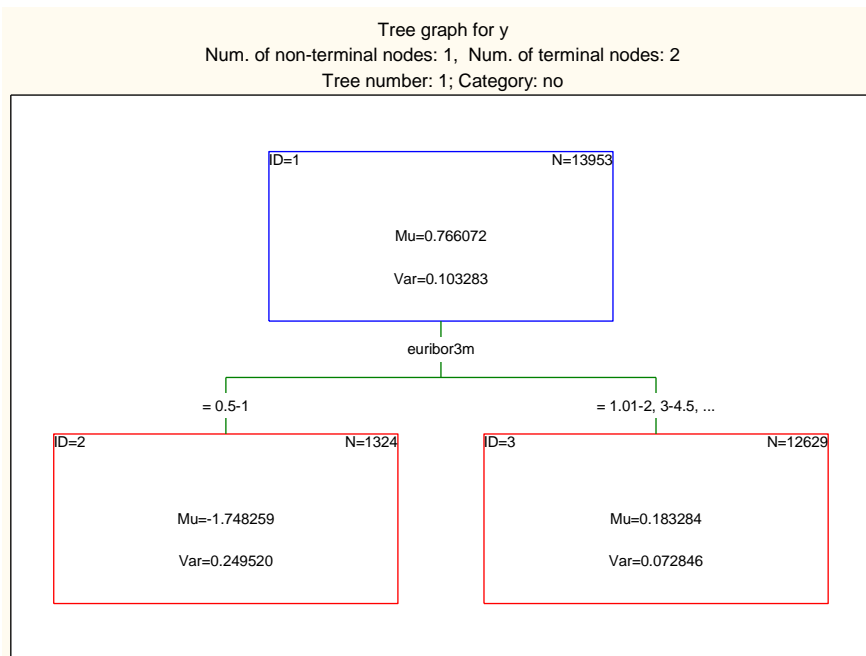 Tree graph for y
Num. of non-terminal nodes: 1,  Num. of terminal nodes: 2
Tree number: 1; Category: no
ID=1 N=13953
Mu=0.766072
Var=0.103283
euribor3m
= 0.5-1 = 1.01-2, 3-4.5, ...
ID=2 N=1324 ID=3 N=12629
Mu=-1.748259 Mu=0.183284
Var=0.249520 Var=0.072846